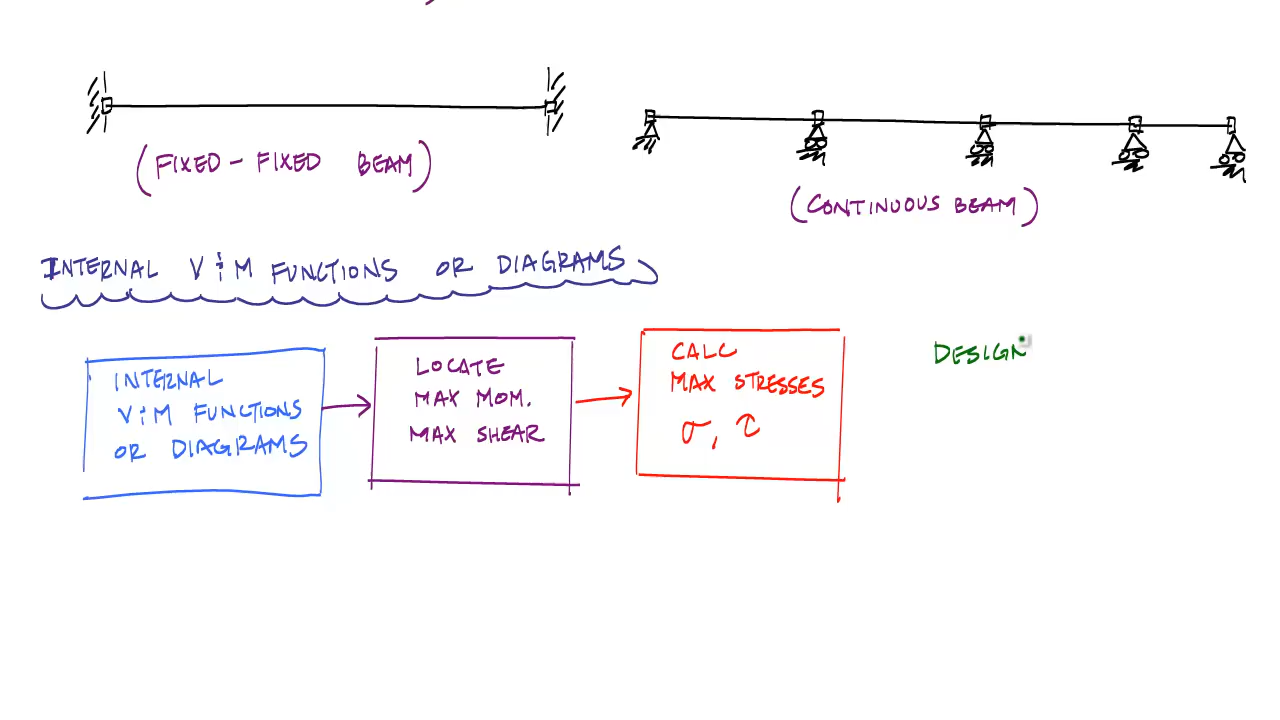 (FIXED - FIXED BEAM)
(CONTINUOUS BEAM)
INTERNAL V & M FUNCTIONS OR DIAGRAMS
INTERNAL
V & M FUNCTIONS
OR DIAGRAMS
LOCATE
MAX MOM.
MAX SHEAR
CALC
MAX STRESSES
σ, τ
DESIGN